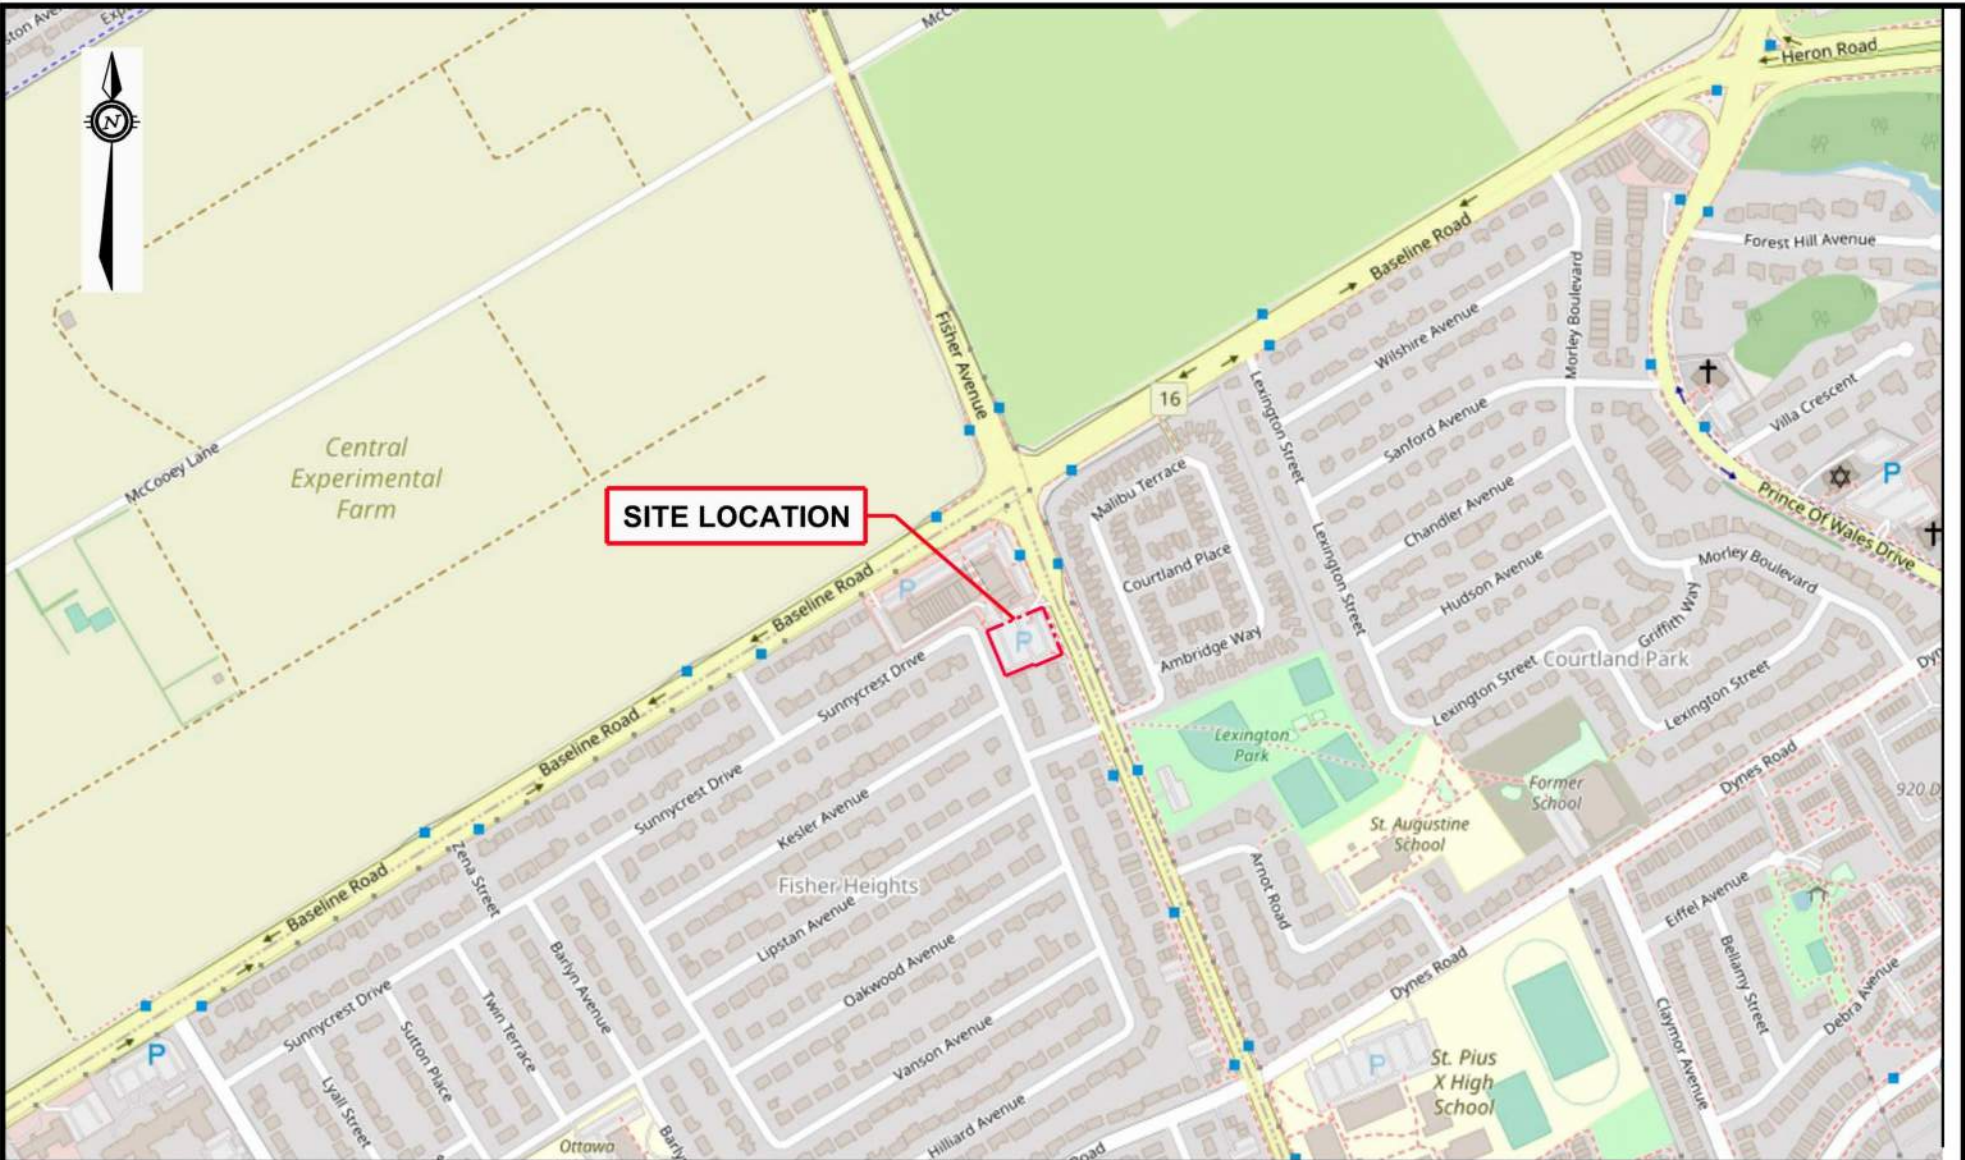 McCooey Lane
Heron Road
N
Forest Hill Avenue
Baseline Road
Fisher Avenue
Morley Boulevard
Wilshire Avenue
16
Lexington Street
Villa Crescent
Sanford Avenue
Central
Experimental
Farm
McCooey Lane
Malibu Terrace
P
SITE LOCATION
Chandler Avenue
Prince Of Wales Drive
Lexington Street
Courtland Place
Hudson Avenue
Morley Boulevard
P
Baseline Road
Griffith Way
P
Ambridge Way
Courtland Park
Sunnycrest Drive
Lexington Street
Lexington Street
Baseline Road
Lexington
Park
Sunnycrest Drive
Dynes Road
Former
School
Kesler Avenue
St. Augustine
School
920 D
Zena Street
Fisher Heights
Baseline Road
Arnot Road
Eiffel Avenue
Lipstan Avenue
Barlyn Avenue
Oakwood Avenue
Dynes Road
Bellamy Street
Debra Avenue
Sunnycrest Drive
Twin Terrace
Sutton Place
Claymor Avenue
Vanson Avenue
P
P
St. Pius
X High
School
Lyall Street
Hilliard Avenue
Ottawa